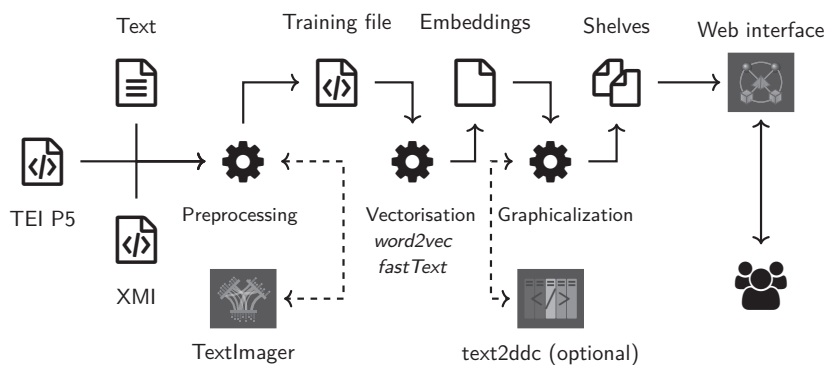 Text
Training file
Embeddings
Shelves
Web interface
TEI P5
XMI
Preprocessing
Vectorisation
word2vec
fastText
Graphicalization
TextImager
text2ddc (optional)